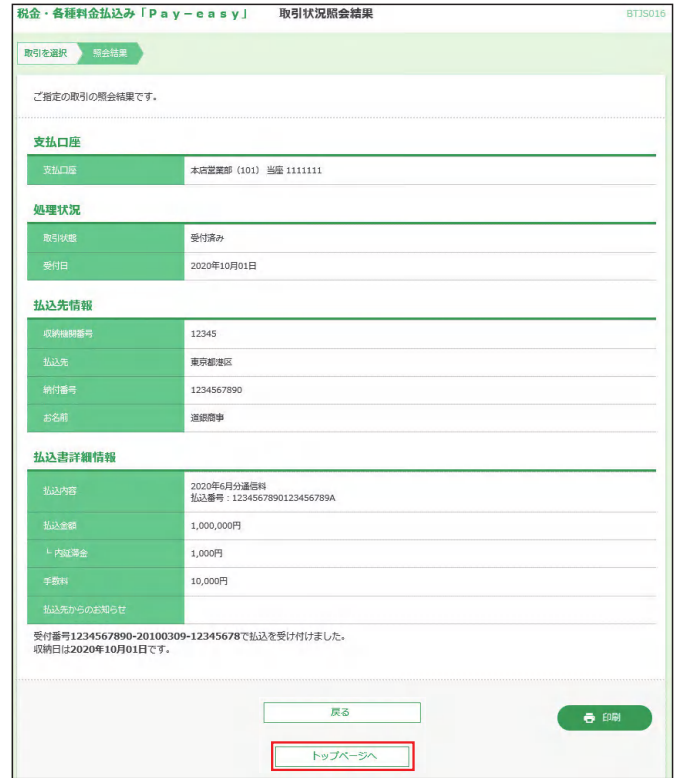 税金・各種料金払込み「Pay－easy」 取引状況照会結果 BTJS016
取引を選択 照会結果
ご指定の取引の照会結果です。
支払口座
支払口座 本店営業部（101） 当座 1111111
処理状況
取引状態 受付済み
受付日 2020年10月01日
払込先情報
収納機関番号 12345
払込先 東京都港区
納付番号 1234567890
お名前 道銀商事
払込書詳細情報
払込内容 2020年6月分通信料
払込番号：1234567890123456789A
払込金額 1,000,000円
└ 内延滞金 1,000円
手数料 10,000円
払込先からのお知らせ
受付番号1234567890-20100309-12345678で払込を受け付けました。
収納日は2020年10月01日です。
戻る
印刷
トップページへ